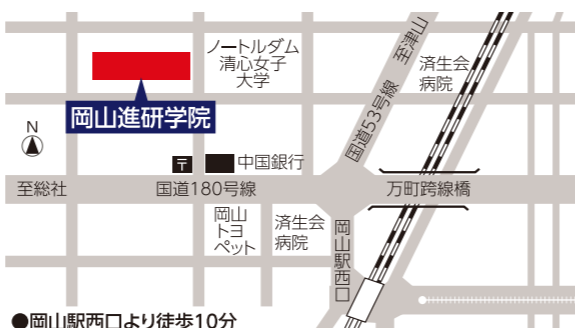 ノートルダム
清心女子
大学
至津山
済生会
病院
国道53号線
岡山進研学院
N
〒
中国銀行
至総社
国道180号線
万町跨線橋
岡山
トヨ
ペット
済生会
病院
岡山駅西口
●岡山駅西口より徒歩10分